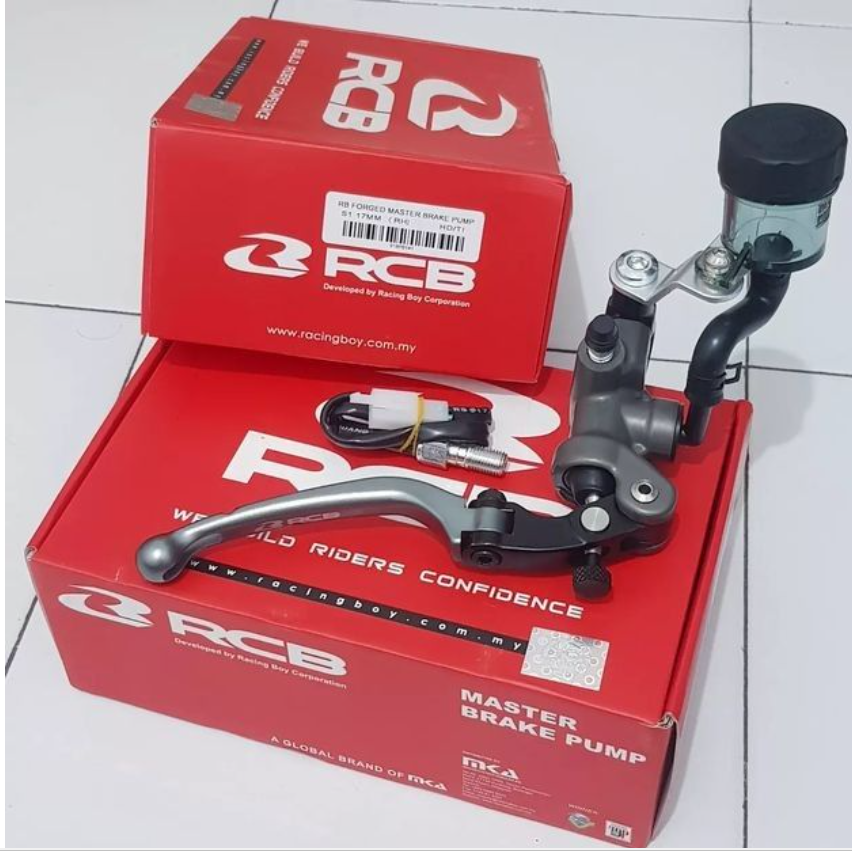 RCB
WE BUILD RIDERS CONFIDENCE
RB FORGED MASTER BRAKE PUMP
S1 17MM (RH) HD/TI
RCB
Developed by Racing Boy Corporation
www.racingboy.com.my
RCB
RCB
WE BUILD RIDERS CONFIDENCE
www.racingboy.com.my
RCB
Developed by Racing Boy Corporation
MASTER
BRAKE PUMP
A GLOBAL BRAND OF MKA
MKA